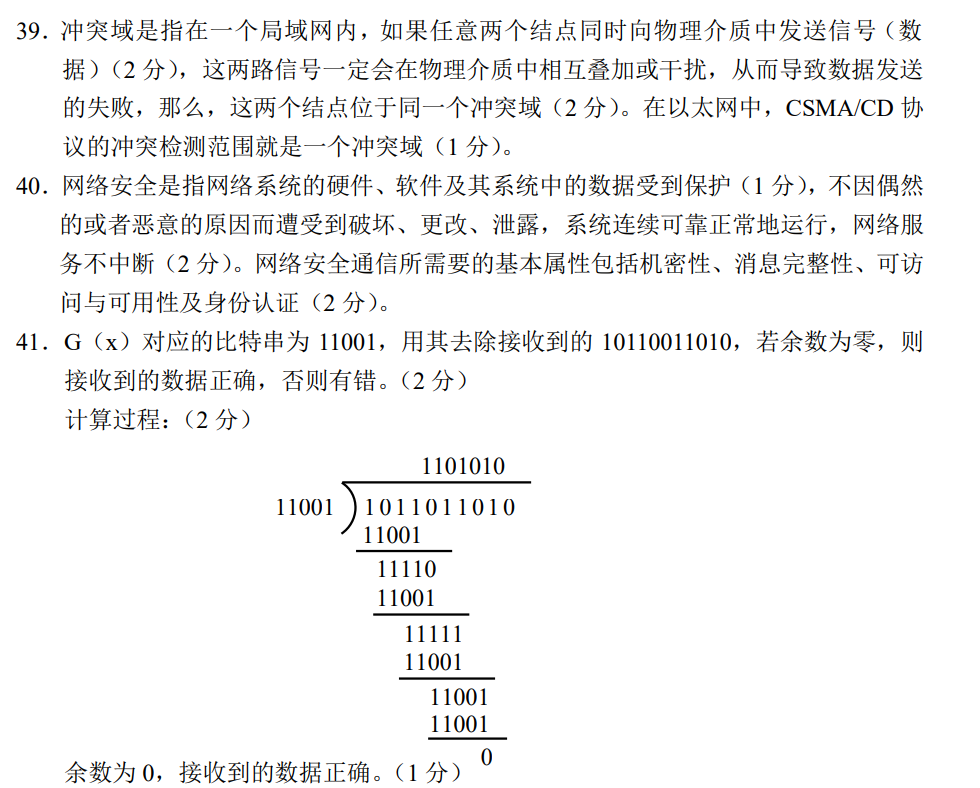 39．冲突域是指在一个局域网内，如果任意两个结点同时向物理介质中发送信号（数
据）（2 分），这两路信号一定会在物理介质中相互叠加或干扰，从而导致数据发送
的失败，那么，这两个结点位于同一个冲突域（2 分）。在以太网中，CSMA/CD 协
议的冲突检测范围就是一个冲突域（1 分）。
40．网络安全是指网络系统的硬件、软件及其系统中的数据受到保护（1 分），不因偶然
的或者恶意的原因而遭受到破坏、更改、泄露，系统连续可靠正常地运行，网络服
务不中断（2 分）。网络安全通信所需要的基本属性包括机密性、消息完整性、可访
问与可用性及身份认证（2 分）。
41．G（x）对应的比特串为 11001，用其去除接收到的 10110011010，若余数为零，则
接收到的数据正确，否则有错。（2 分）
计算过程：（2 分）
1101010
11001 1011011010
11001
11110
11001
11111
11001
11001
11001
0
余数为 0，接收到的数据正确。（1 分）